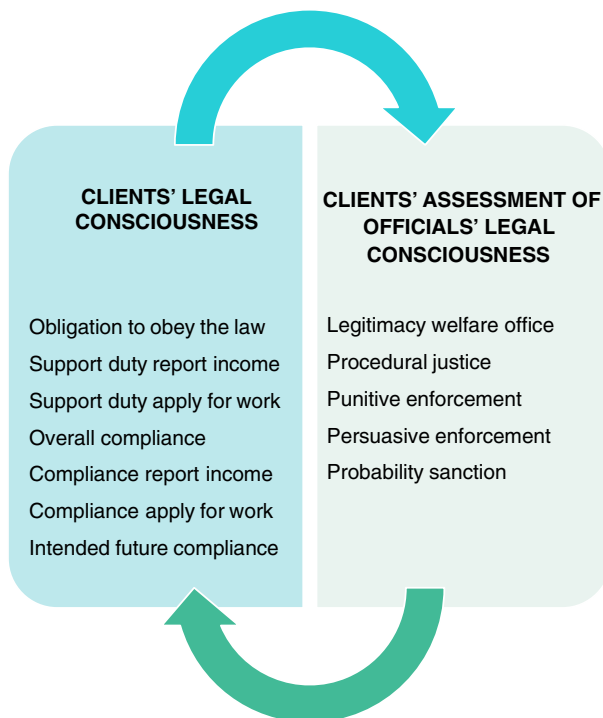 CLIENTS' LEGAL
CONSCIOUSNESS
Obligation to obey the law
Support duty report income
Support duty apply for work
Overall compliance
Compliance report income
Compliance apply for work
Intended future compliance
CLIENTS' ASSESSMENT OF
OFFICIALS' LEGAL
CONSCIOUSNESS
Legitimacy welfare office
Procedural justice
Punitive enforcement
Persuasive enforcement
Probability sanction